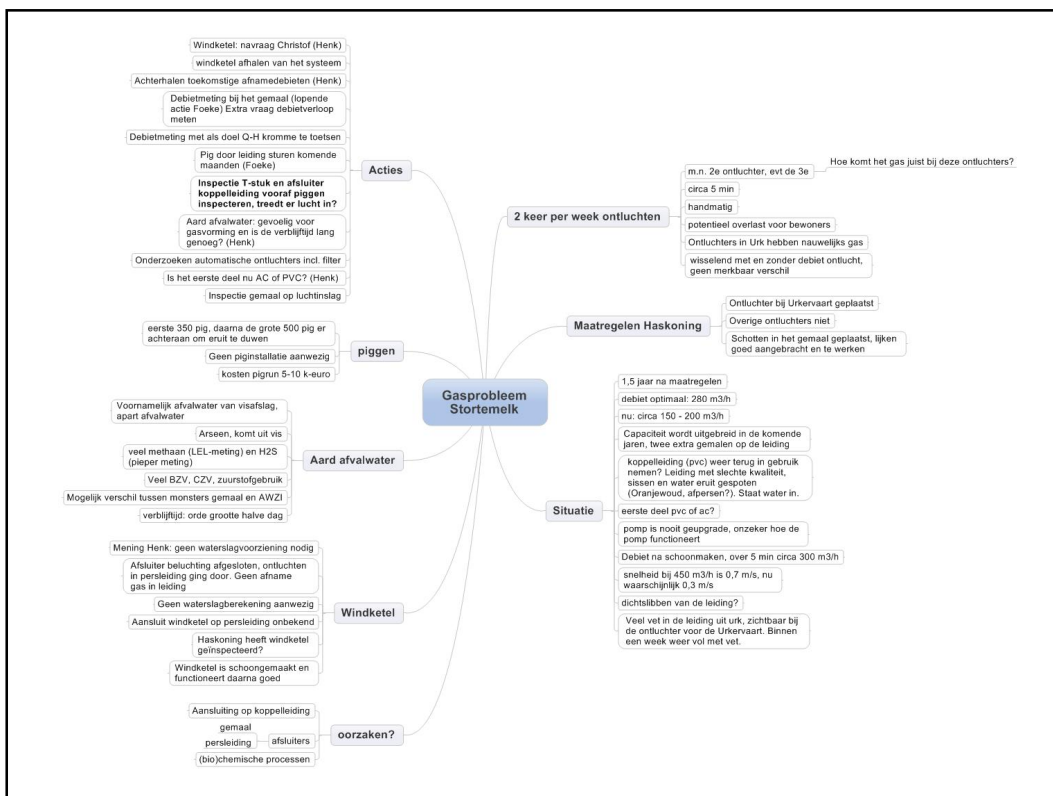 Gasprobleem
Stortemelk
Acties
Windketel: navraag Christof (Henk)
windketel afhalen van het systeem
Achterhalen toekomstige afnamedebieten (Henk)
Debietmeting bij het gemaal (lopende
actie Foeke) Extra vraag debietverloop
meten
Debietmeting met als doel Q-H kromme te toetsen
Pig door leiding sturen komende
maanden (Foeke)
Inspectie T-stuk en afsluiter
koppelleiding vooraf piggen
inspecteren, treedt er lucht in?
Aard afvalwater: gevoelig voor
gasvorming en is de verblijftijd lang
genoeg? (Henk)
Onderzoeken automatische ontluchters incl. filter
Is het eerste deel nu AC of PVC? (Henk)
Inspectie gemaal op luchtinslag
piggen
eerste 350 pig, daarna de grote 500 pig er
achteraan om eruit te duwen
Geen piginstallatie aanwezig
kosten pigrun 5-10 k-euro
Aard afvalwater
Voornamelijk afvalwater van visafslag,
apart afvalwater
Arseen, komt uit vis
veel methaan (LEL-meting) en H2S
(pieper meting)
Veel BZV, CZV, zuurstofgebruik
Mogelijk verschil tussen monsters gemaal en AWZI
verblijftijd: orde grootte halve dag
Windketel
Mening Henk: geen waterslagvoorziening nodig
Afsluiter beluchting afgesloten, ontluchten
in persleiding ging door. Geen afname
gas in leiding
Geen waterslagberekening aanwezig
Aansluit windketel op persleiding onbekend
Haskoning heeft windketel
geïnspecteerd?
Windketel is schoongemaakt en
functioneert daarna goed
oorzaken?
Aansluiting op koppelleiding
afsluiters
gemaal
persleiding
(bio)chemische processen
2 keer per week ontluchten
m.n. 2e ontluchter, evt de 3e
Hoe komt het gas juist bij deze ontluchters?
circa 5 min
handmatig
potentieel overlast voor bewoners
Ontluchters in Urk hebben nauwelijks gas
wisselend met en zonder debiet ontlucht,
geen merkbaar verschil
Maatregelen Haskoning
Ontluchter bij Urkervaart geplaatst
Overige ontluchters niet
Schotten in het gemaal geplaatst, lijken
goed aangebracht en te werken
Situatie
1,5 jaar na maatregelen
debiet optimaal: 280 m3/h
nu: circa 150 - 200 m3/h
Capaciteit wordt uitgebreid in de komende
jaren, twee extra gemalen op de leiding
koppelleiding (pvc) weer terug in gebruik
nemen? Leiding met slechte kwaliteit,
sissen en water eruit gespoten
(Oranjewoud, afpersen?). Staat water in.
eerste deel pvc of ac?
pomp is nooit geupgrade, onzeker hoe de
pomp functioneert
Debiet na schoonmaken, over 5 min circa 300 m3/h
snelheid bij 450 m3/h is 0,7 m/s, nu
waarschijnlijk 0,3 m/s
dichtslibben van de leiding?
Veel vet in de leiding uit urk, zichtbaar bij
de ontluchter voor de Urkervaart. Binnen
een week weer vol met vet.